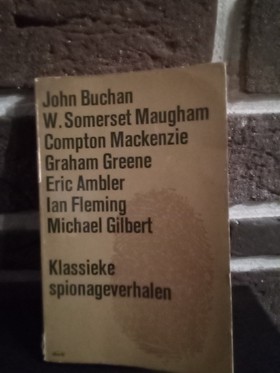 John Buchan
W. Somerset Maugham
Compton Mackenzie
Graham Greene
Eric Ambler
Ian Fleming
Michael Gilbert
Klassieke
spionageverhalen